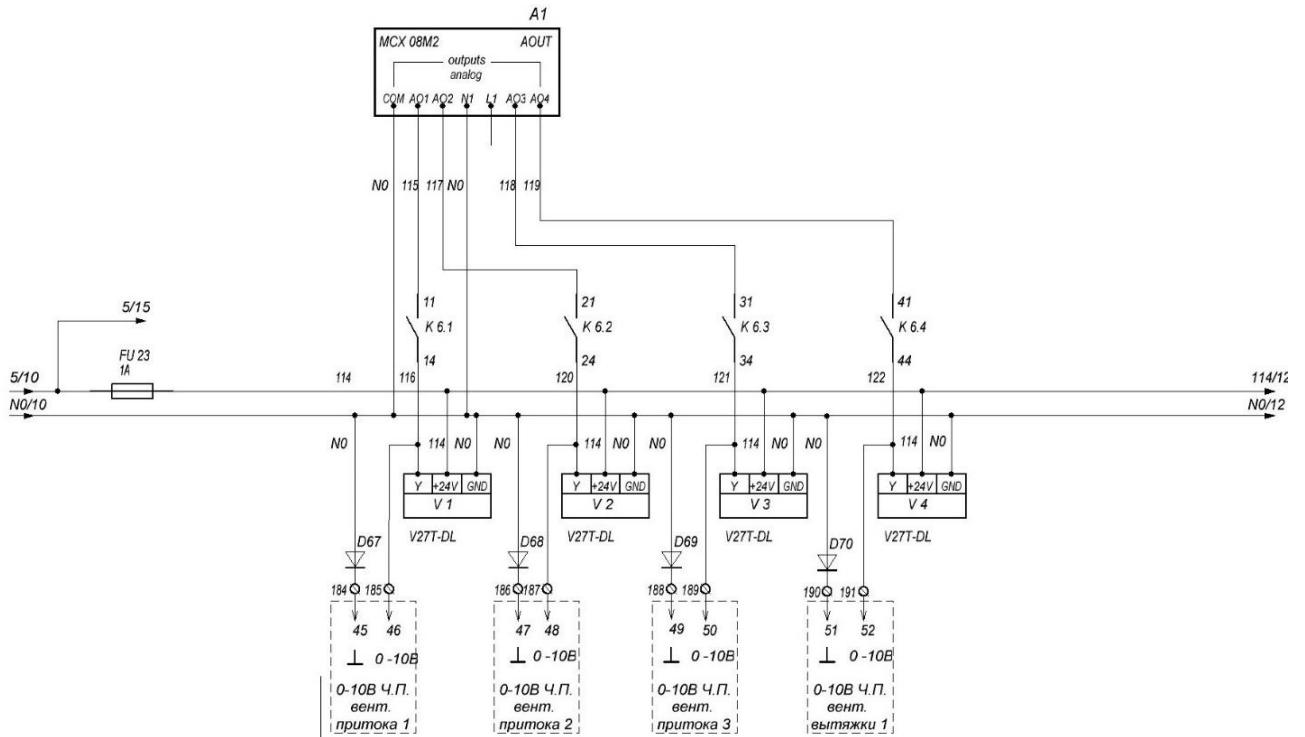 A1
MCX 08M2 AOUT
outputs
analog
COM AO1 AO2 N1 L1 AO3 AO4
N0 115 117 N0 118 119
11 21 31 41
5/15
K 6.1 K 6.2 K 6.3 K 6.4
FU 23
1A
14 24 34 44
5/10 114 116 120 121 122 114/12
N0/10 N0/12
N0 114 N0 N0 114 N0 N0 114 N0 N0 114 N0
Y +24V GND Y +24V GND Y +24V GND Y +24V GND
V 1 V 2 V 3 V 4
V27T-DL V27T-DL V27T-DL V27T-DL
D67 D68 D69 D70
184 185 186 187 188 189 190 191
45 46 47 48 49 50 51 52
0 -10В 0 -10В 0 -10В 0 -10В
0-10В Ч.П. 0-10В Ч.П. 0-10В Ч.П. 0-10В Ч.П.
вент. вент. вент. вент.
притока 1 притока 2 притока 3 вытяжки 1